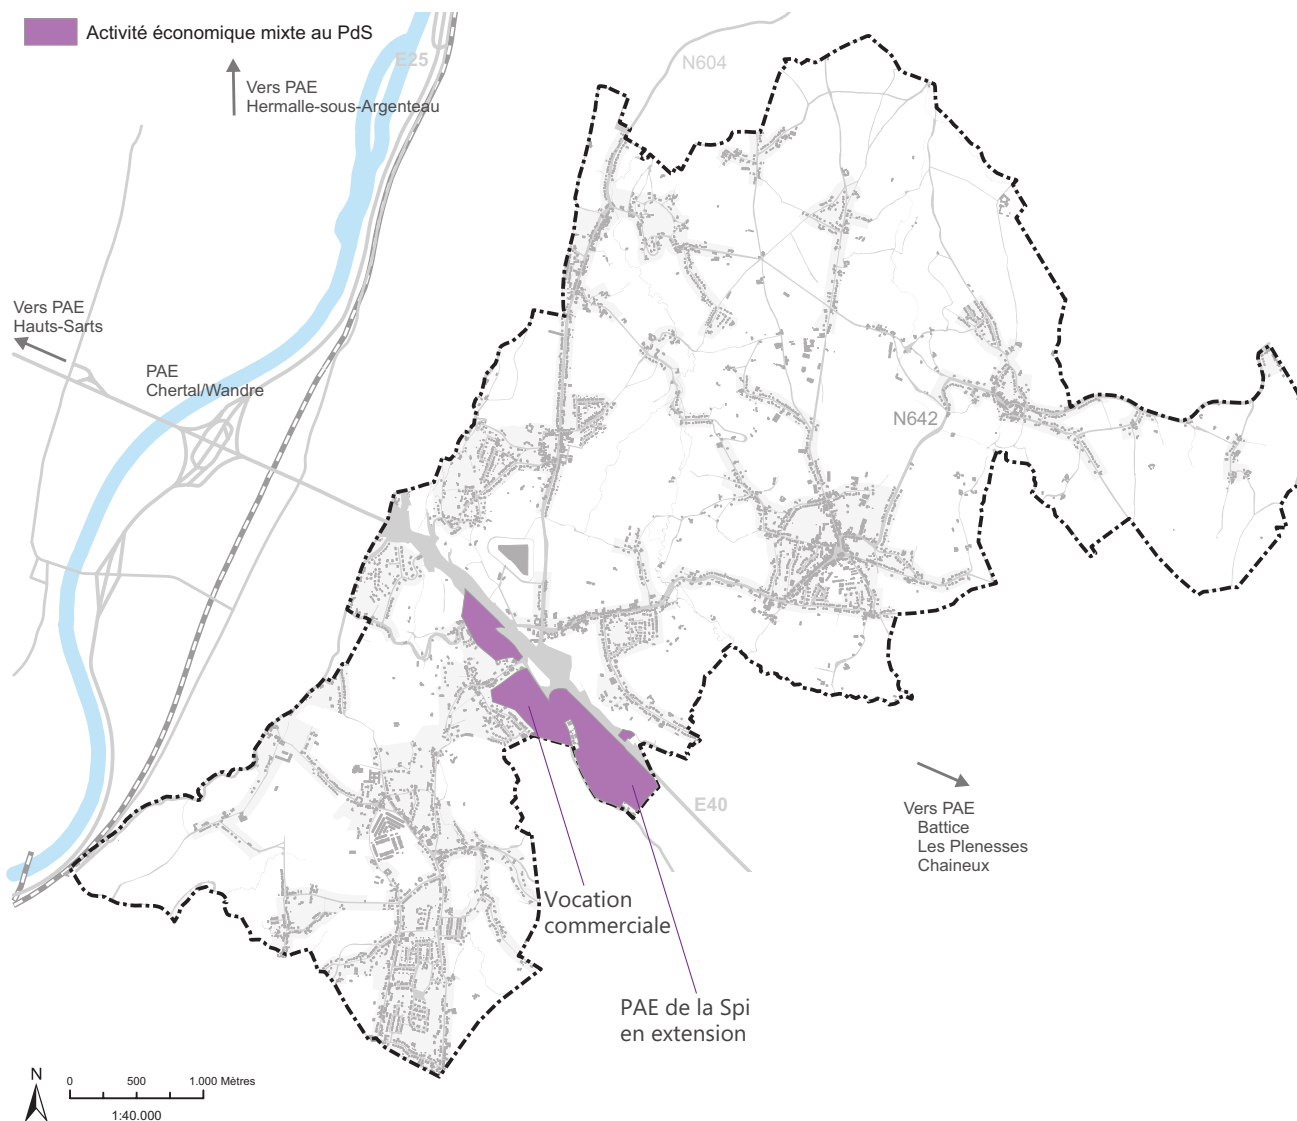 Activité économique mixte au PdS
E25
N604
Vers PAE
Hermalle-sous-Argenteau
Vers PAE
Hauts-Sarts
PAE
Chertal/Wandre
N642
E40
Vers PAE
Battice
Les Plenesses
Chaineux
Vocation
commerciale
PAE de la Spi
en extension
N
0 500 1.000 Mètres
1:40.000